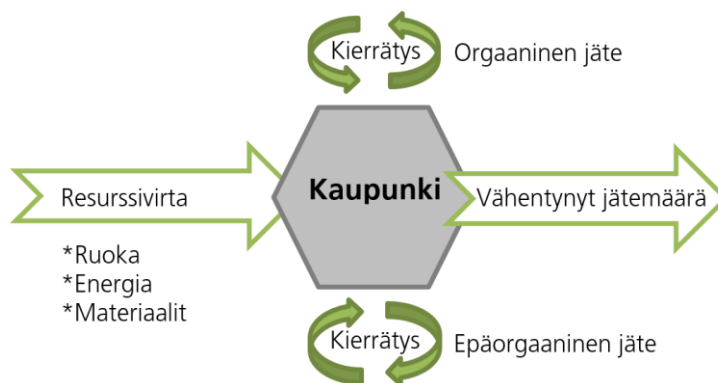 Kierrätys
Orgaaninen jäte
Resurssivirta
Kaupunki
Vähentynyt jätemäärä
*Ruoka
*Energia
*Materiaalit
Kierrätys
Epäorgaaninen jäte